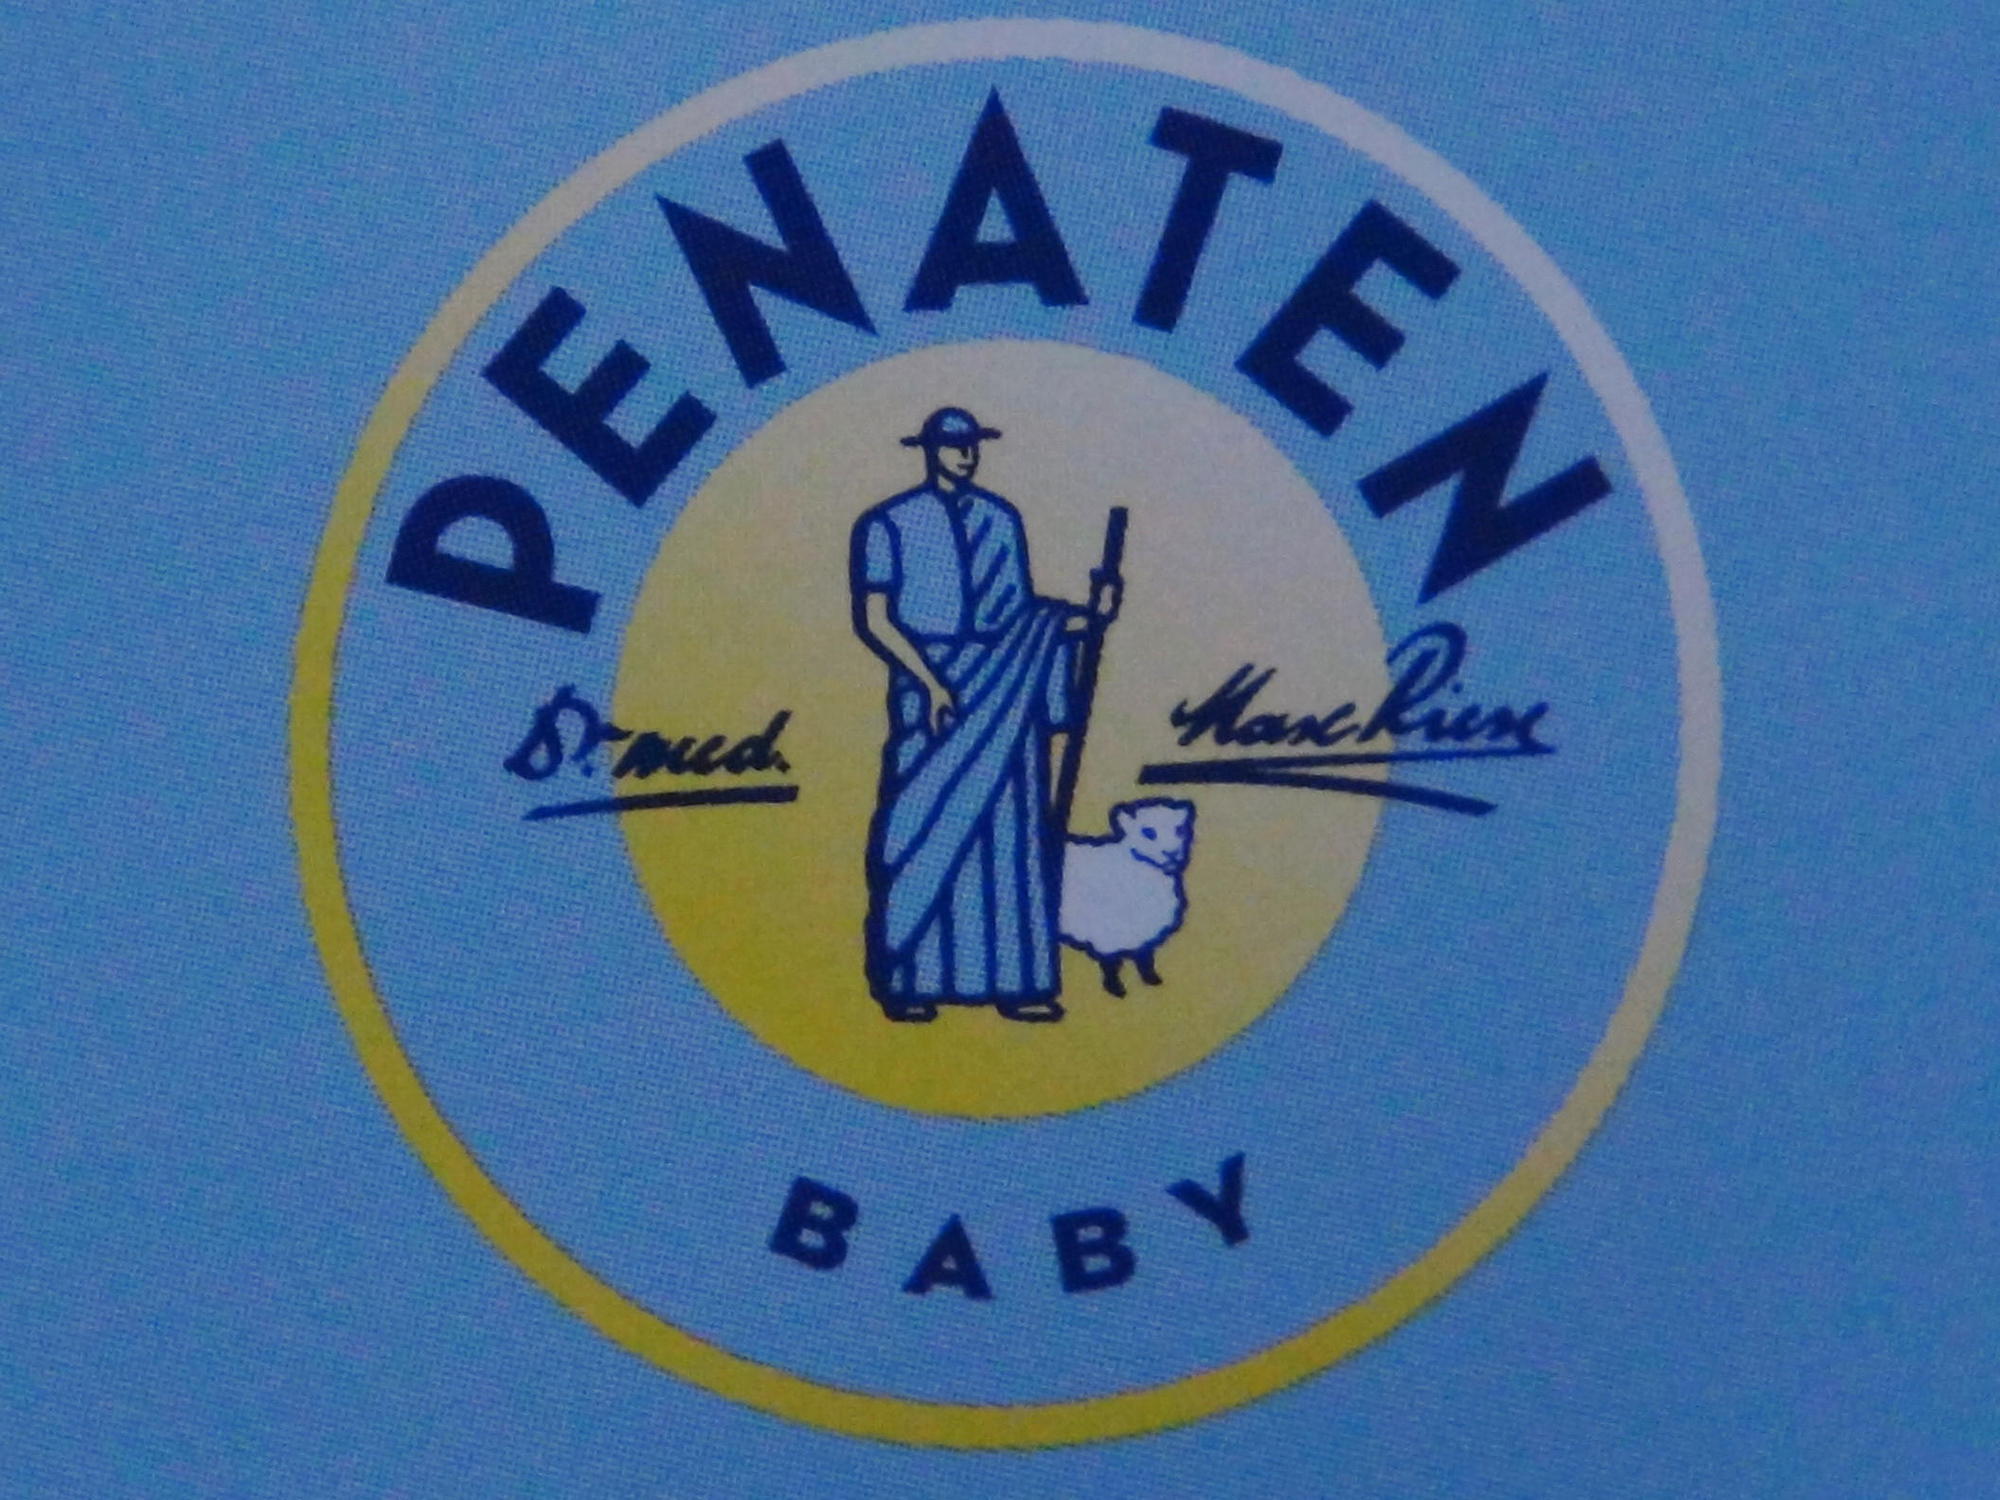 PENATEN
Dr. med. Max Riese
BABY